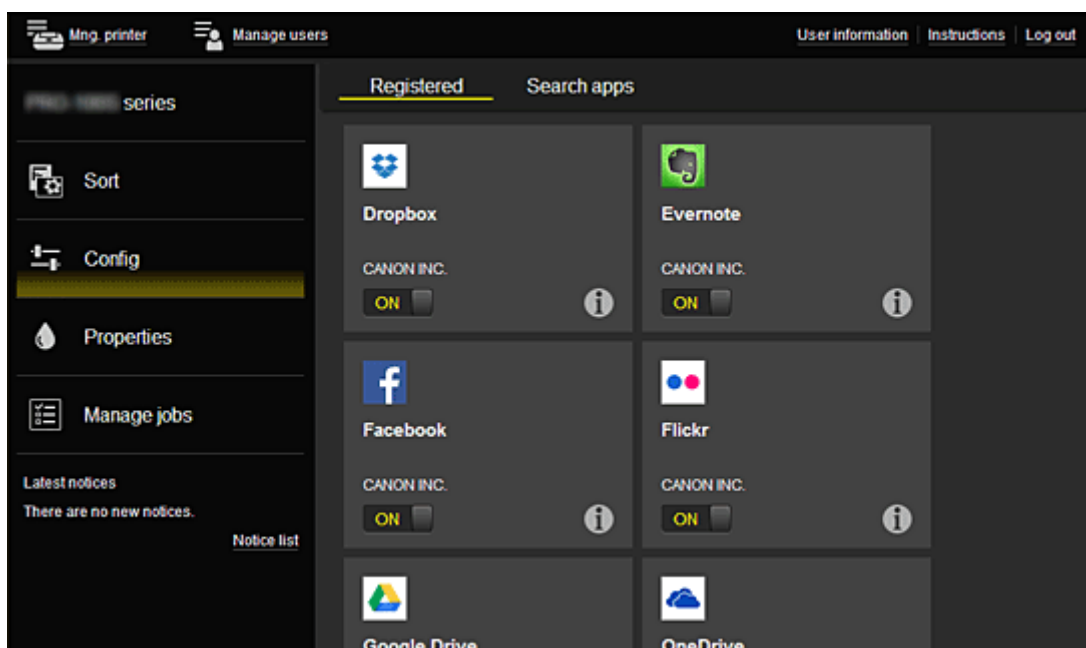 Mng. printer Manage users User information Instructions Log out
series
Registered Search apps
Sort
Config
Properties
Manage jobs
Latest notices
There are no new notices.
Notice list
Dropbox Evernote
CANON INC. CANON INC.
ON ON
Facebook Flickr
CANON INC. CANON INC.
ON ON
Google Drive OneDrive